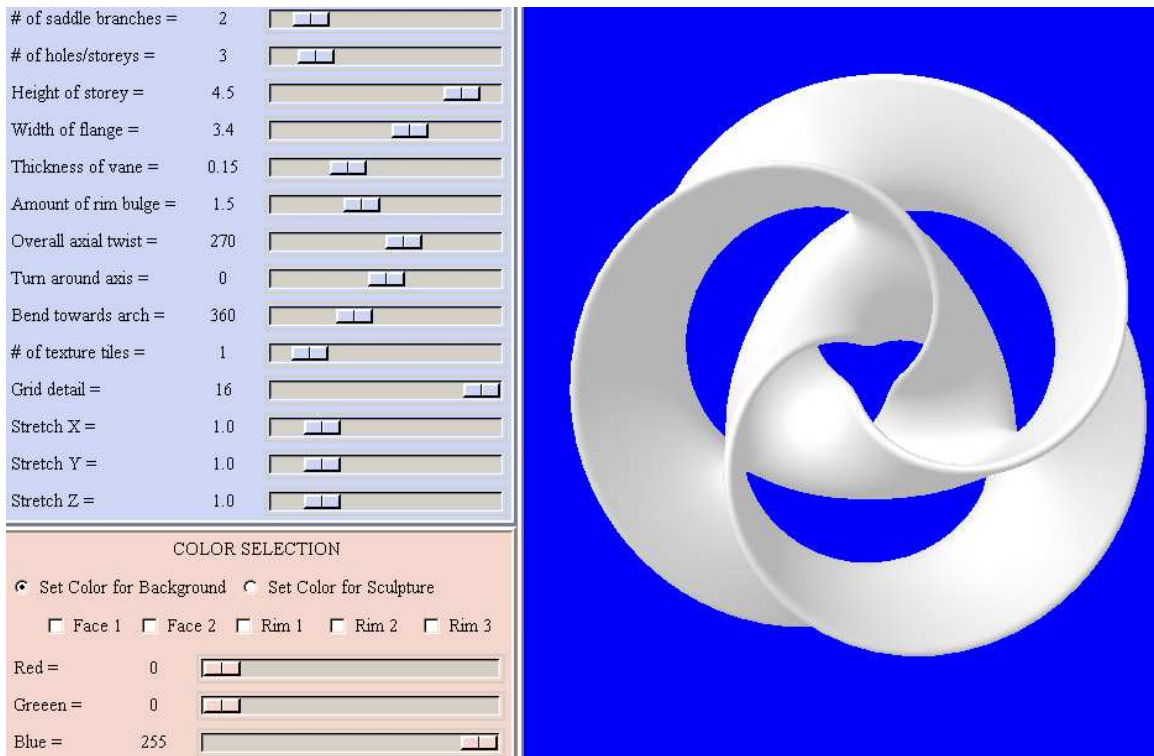 # of saddle branches = 2
# of holes/storeys = 3
Height of storey = 4.5
Width of flange = 3.4
Thickness of vane = 0.15
Amount of rim bulge = 1.5
Overall axial twist = 270
Turn around axis = 0
Bend towards arch = 360
# of texture tiles = 1
Grid detail = 16
Stretch X = 1.0
Stretch Y = 1.0
Stretch Z = 1.0
COLOR SELECTION
Set Color for Background Set Color for Sculpture
Face 1 Face 2 Rim 1 Rim 2 Rim 3
Red = 0
Greeen = 0
Blue = 255